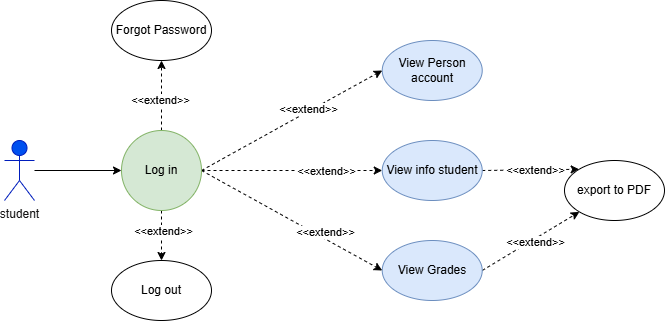 Forgot Password
<<extend>>
View Person
account
<<extend>>
Log in
<<extend>>
View info student
<<extend>>
export to PDF
student
<<extend>>
<<extend>>
<<extend>>
View Grades
Log out